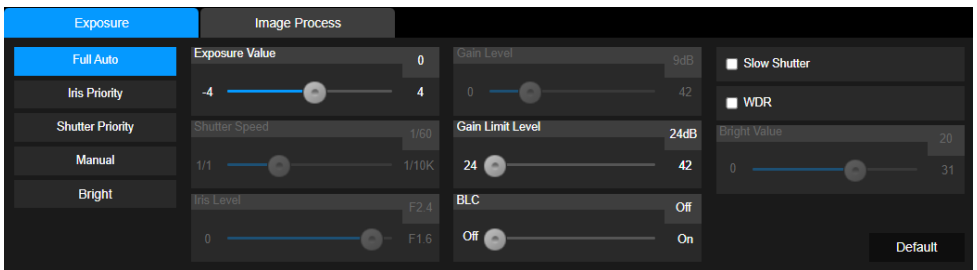 Exposure
Image Process
Full Auto
Iris Priority
Shutter Priority
Manual
Bright
Exposure Value 0
-4 4
Shutter Speed 1/60
1/1 1/10K
Iris Level F2.4
0 F1.6
Gain Level 9dB
0 42
Gain Limit Level 24dB
24 42
BLC Off
Off On
Slow Shutter
WDR
Bright Value 20
0 31
Default